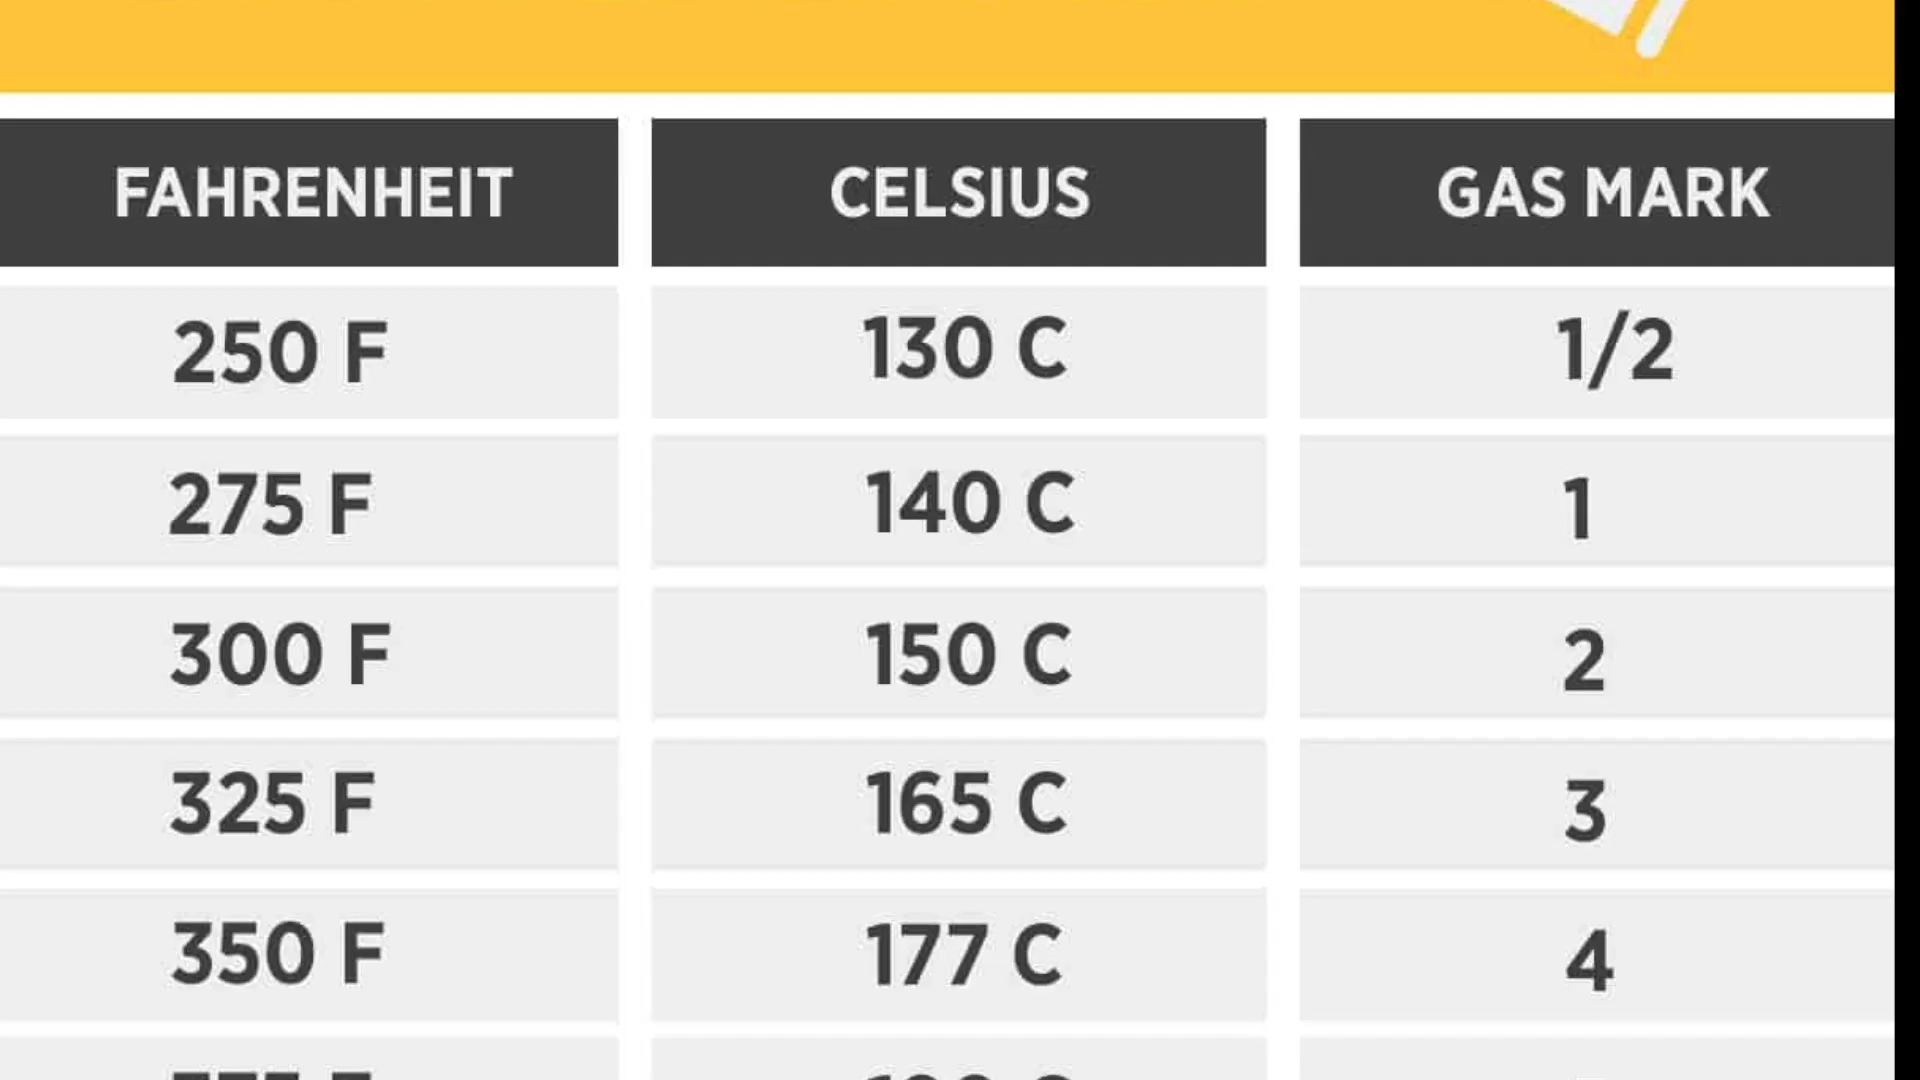 FAHRENHEIT CELSIUS GAS MARK
250 F 130 C 1/2
275 F 140 C 1
300 F 150 C 2
325 F 165 C 3
350 F 177 C 4